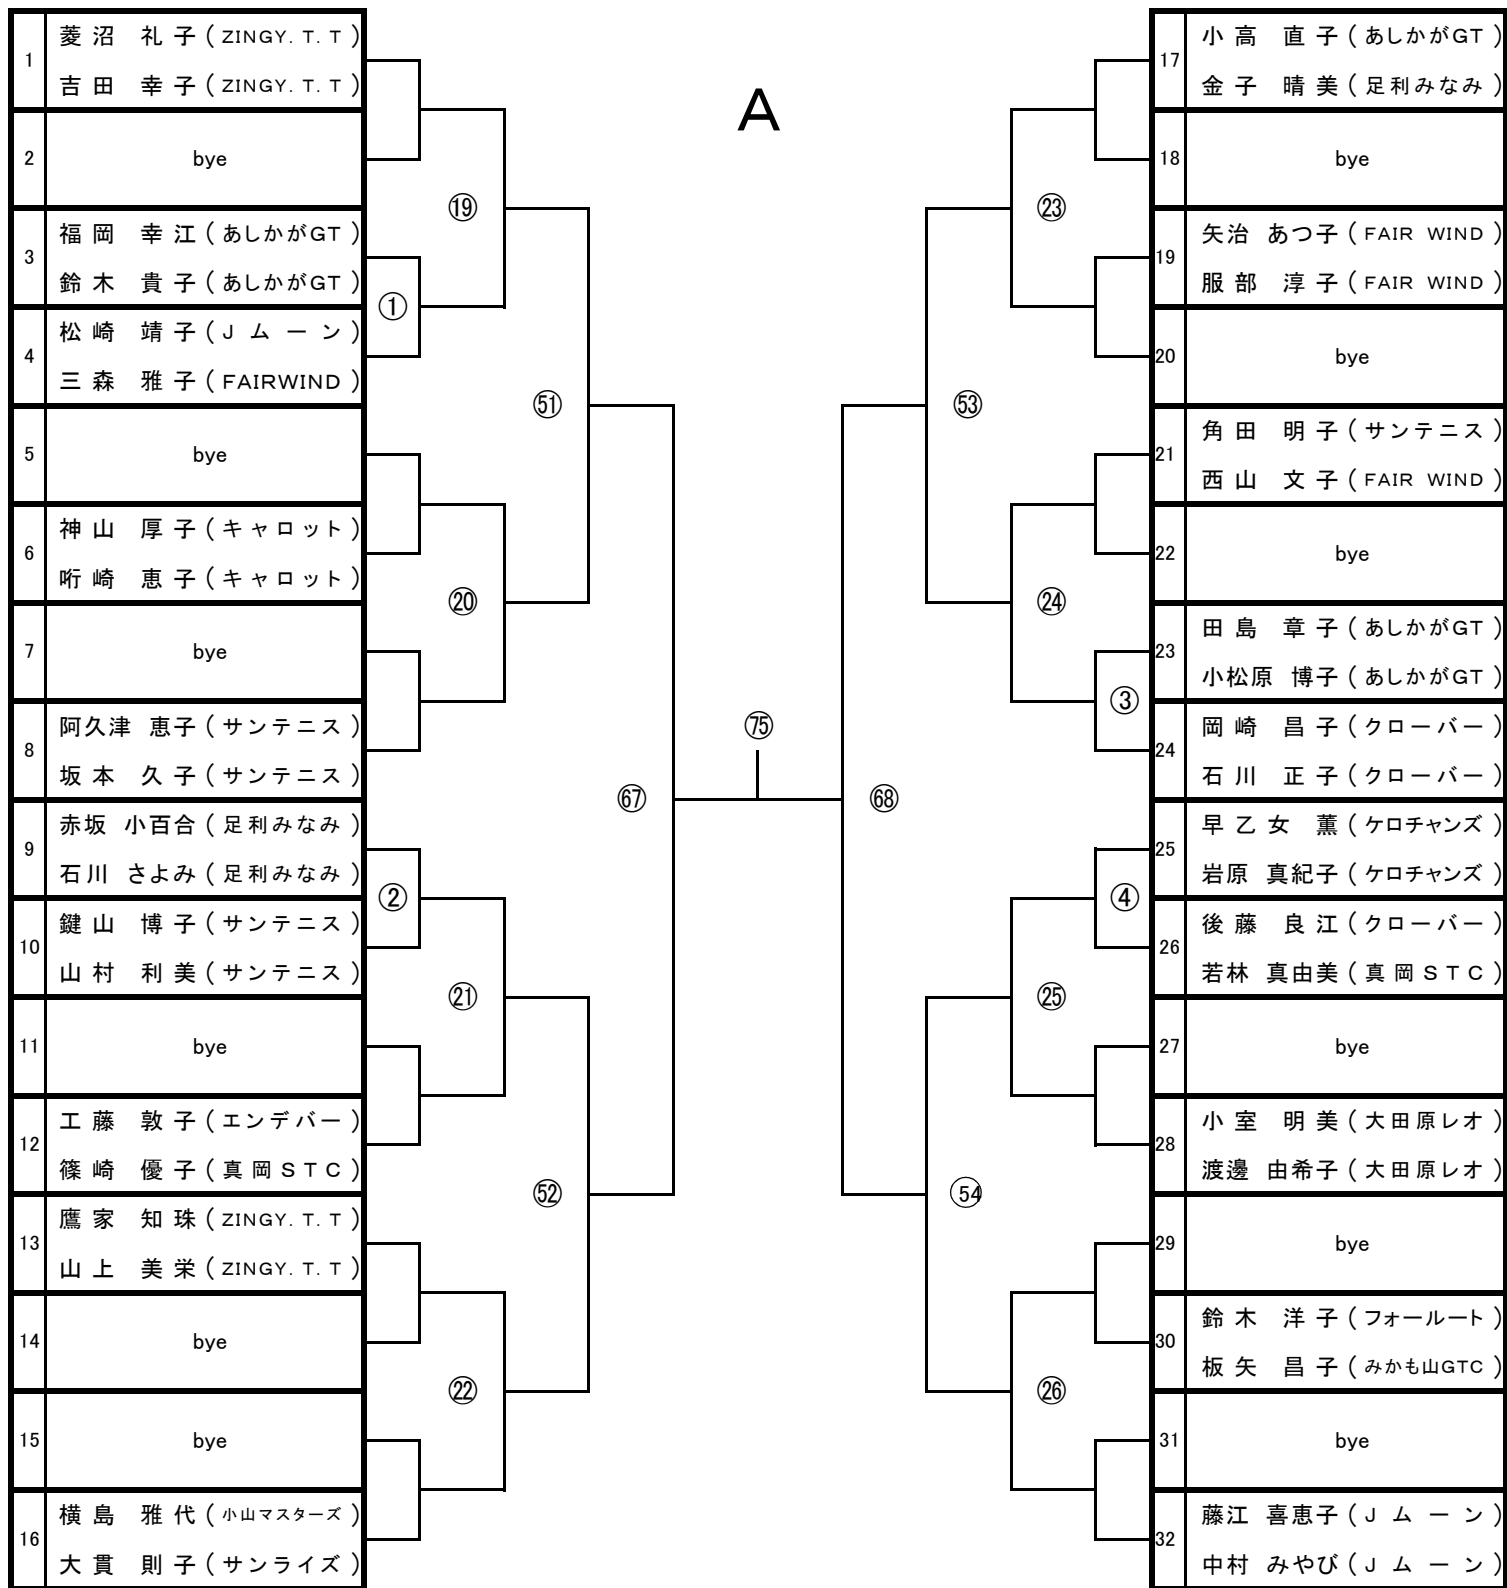 A
1
菱沼 礼子（ZINGY.T.T）
吉田 幸子（ZINGY.T.T）
2
bye
3
福岡 幸江（あしかがGT）
鈴木 貴子（あしかがGT）
4
松崎 靖子（Jムーン）
三森 雅子（FAIRWIND）
5
bye
6
神山 厚子（キャロット）
哘崎 恵子（キャロット）
7
bye
8
阿久津 恵子（サンテニス）
坂本 久子（サンテニス）
9
赤坂 小百合（足利みなみ）
石川 さよみ（足利みなみ）
10
鍵山 博子（サンテニス）
山村 利美（サンテニス）
11
bye
12
工藤 敦子（エンデバー）
篠崎 優子（真岡STC）
13
鷹家 知珠（ZINGY.T.T）
山上 美栄（ZINGY.T.T）
14
bye
15
bye
16
横島 雅代（小山マスターズ）
大貫 則子（サンライズ）
①
②
⑲
⑳
㉑
㉒
51
52
67
75
68
53
54
㉓
㉔
㉕
㉖
③
④
17
小高 直子（あしかがGT）
金子 晴美（足利みなみ）
18
bye
19
矢治 あつ子（FAIR WIND）
服部 淳子（FAIR WIND）
20
bye
21
角田 明子（サンテニス）
西山 文子（FAIR WIND）
22
bye
23
田島 章子（あしかがGT）
小松原 博子（あしかがGT）
24
岡崎 昌子（クローバー）
石川 正子（クローバー）
25
早乙女 薫（ケロチャンズ）
岩原 真紀子（ケロチャンズ）
26
後藤 良江（クローバー）
若林 真由美（真岡STC）
27
bye
28
小室 明美（大田原レオ）
渡邊 由希子（大田原レオ）
29
bye
30
鈴木 洋子（フォールート）
板矢 昌子（みかも山GTC）
31
bye
32
藤江 喜恵子（Jムーン）
中村 みやび（Jムーン）